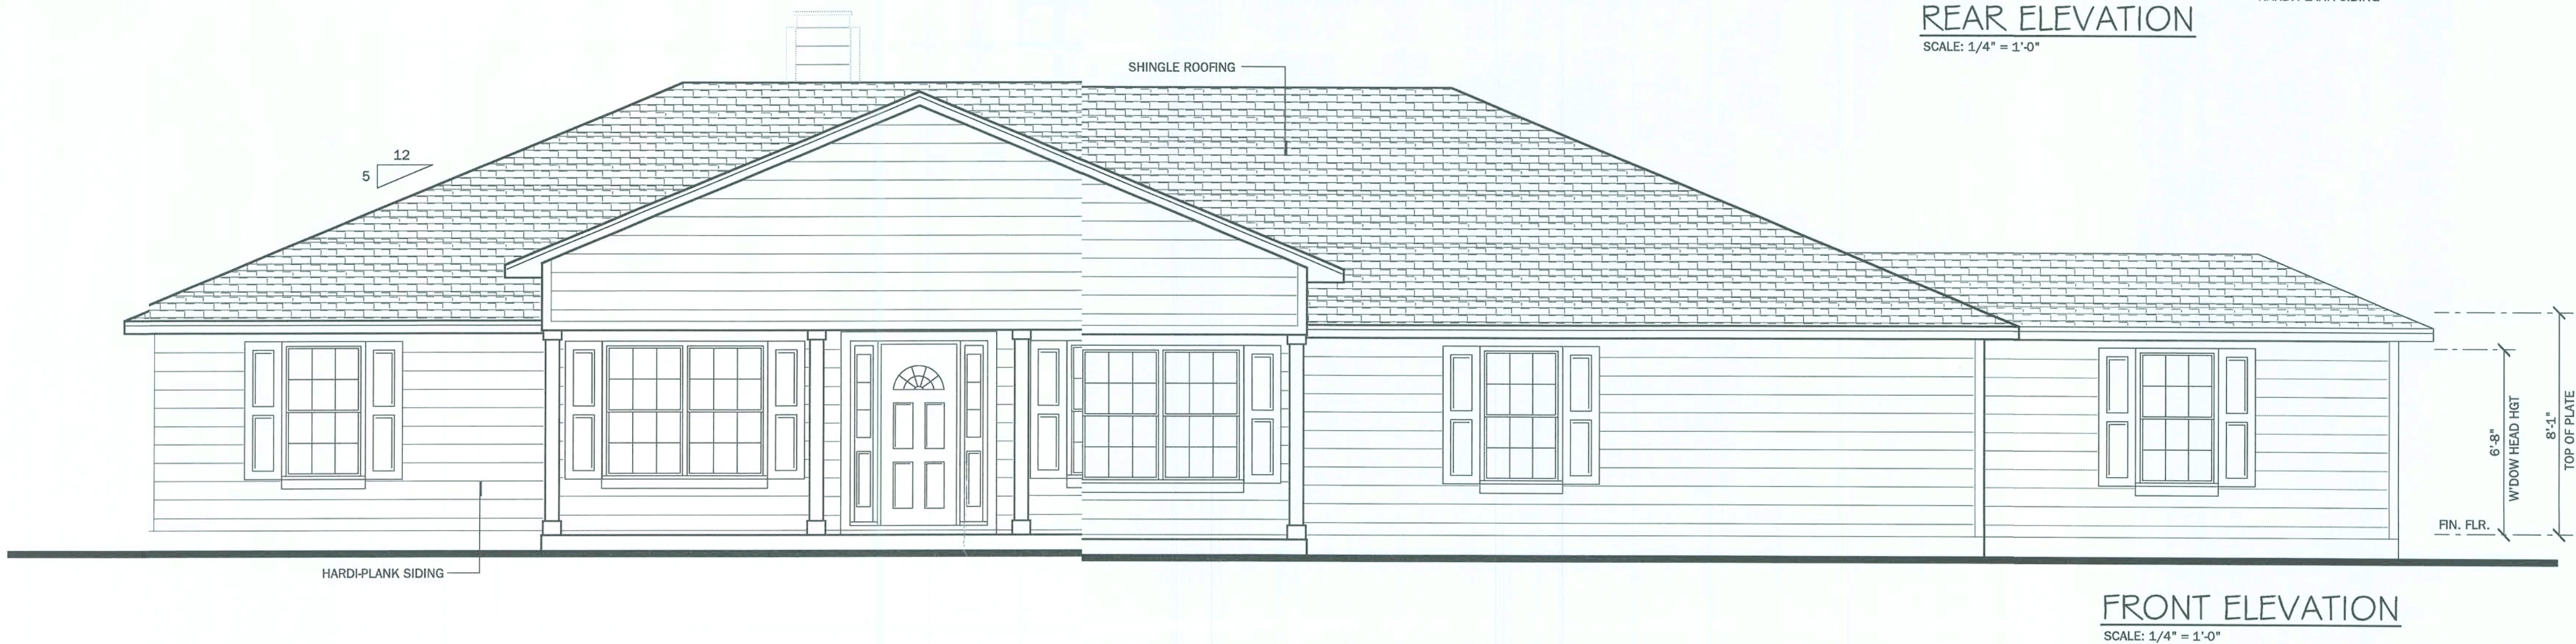 REAR ELEVATION
SCALE: 1/4" = 1'-0"
SHINGLE ROOFING
12
5
6'-8"
W'DOW HEAD HGT
8'-1"
TOP OF PLATE
FIN. FLR.
HARDI-PLANK SIDING
FRONT ELEVATION
SCALE: 1/4" = 1'-0"